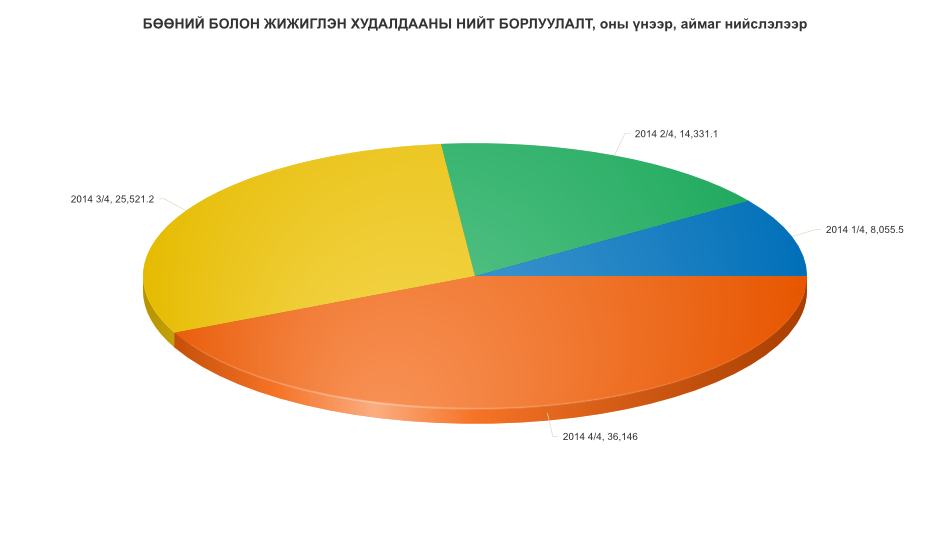 БӨӨНИЙ БОЛОН ЖИЖИГЛЭН ХУДАЛДААНЫ НИЙТ БОРЛУУЛАЛТ, оны үнээр, аймаг нийслэлээр
2014 2/4, 14,331.1
2014 3/4, 25,521.2
2014 1/4, 8,055.5
2014 4/4, 36,146